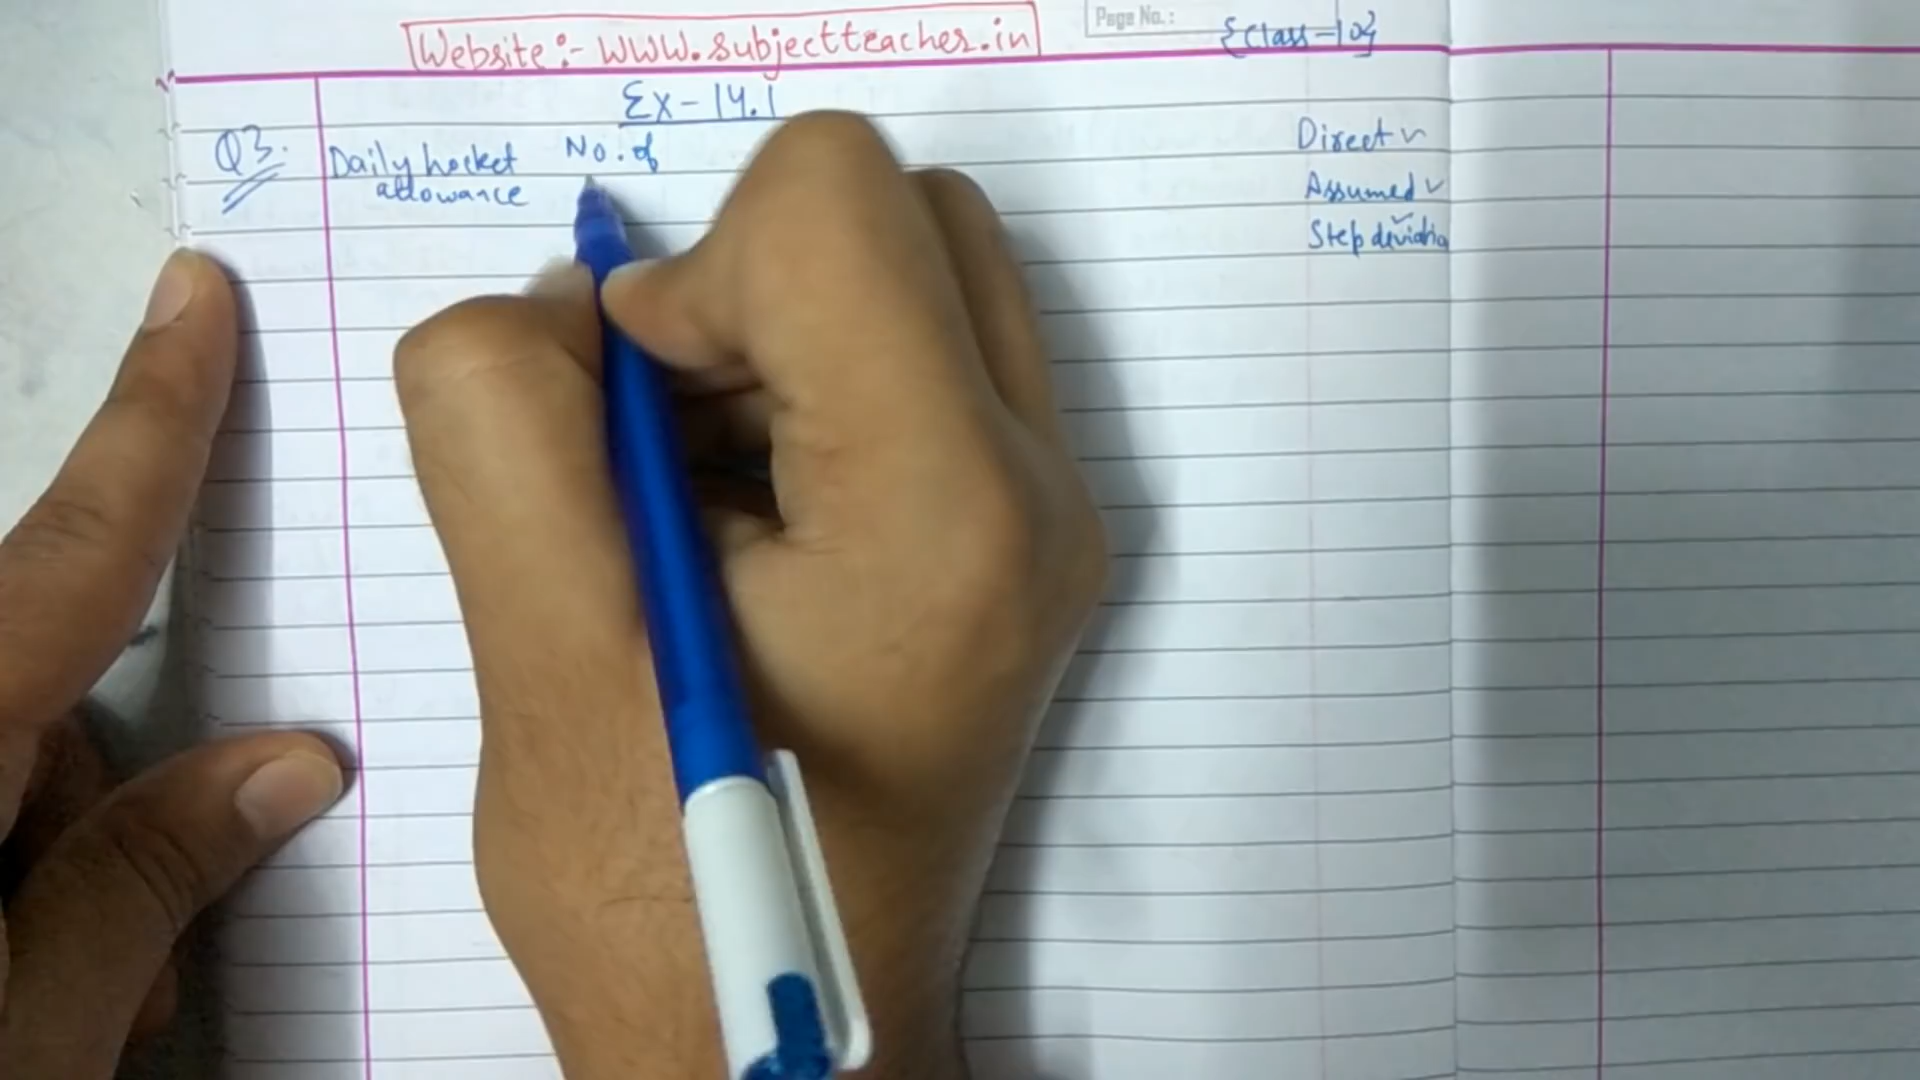 Website:- www.subjectteacher.in
Page No.:
{Class-10}
Ex-14.1
Q3.
Daily pocket
allowance
No. of
Direct ✓
Assumed ✓
Step deviation